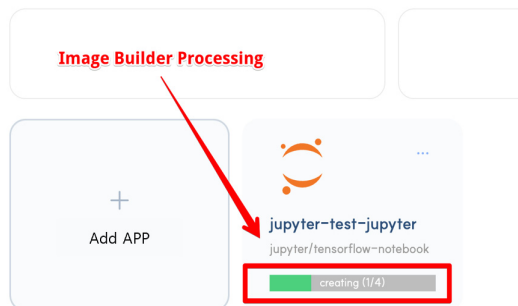 Image Builder Processing
+
Add APP
...
jupyter-test-jupyter
jupyter/tensorflow-notebook
creating (1/4)